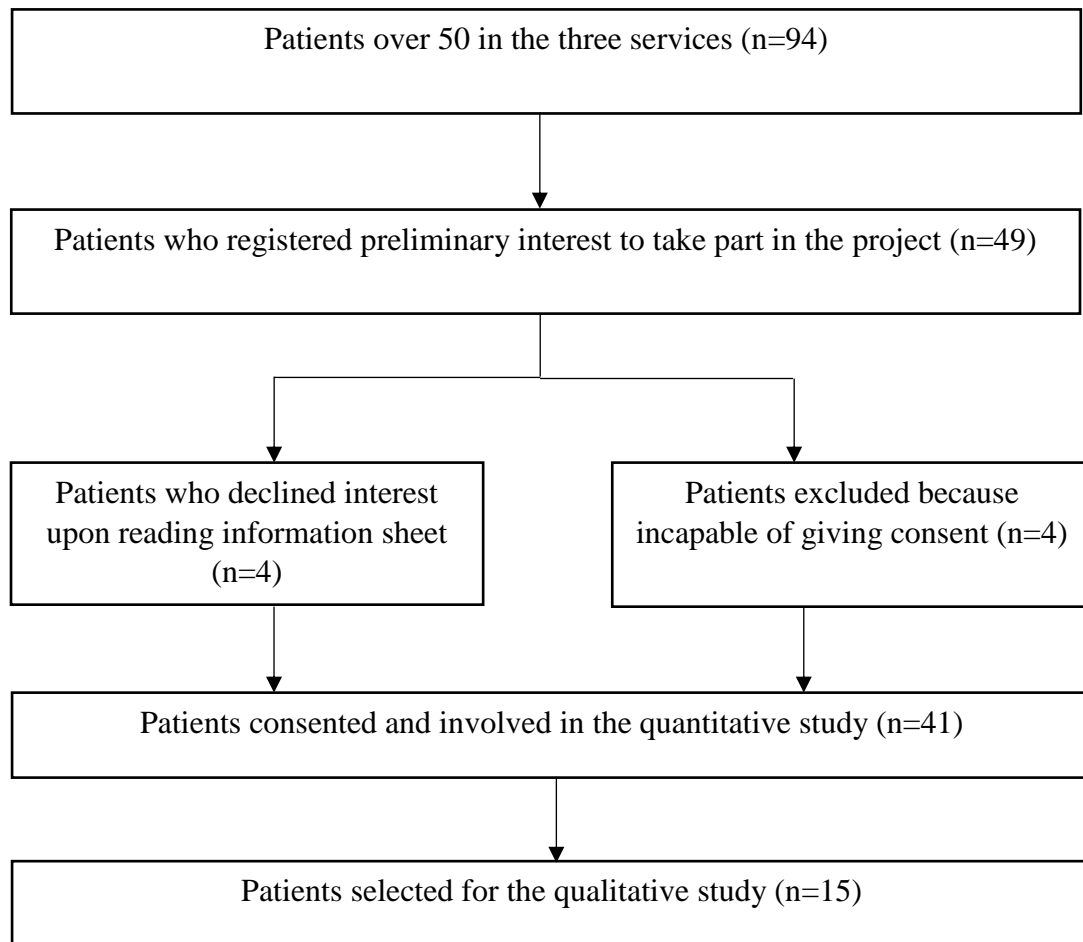 Patients over 50 in the three services (n=94)
Patients who registered preliminary interest to take part in the project (n=49)
Patients who declined interest
upon reading information sheet
(n=4)
Patients excluded because
incapable of giving consent (n=4)
Patients consented and involved in the quantitative study (n=41)
Patients selected for the qualitative study (n=15)